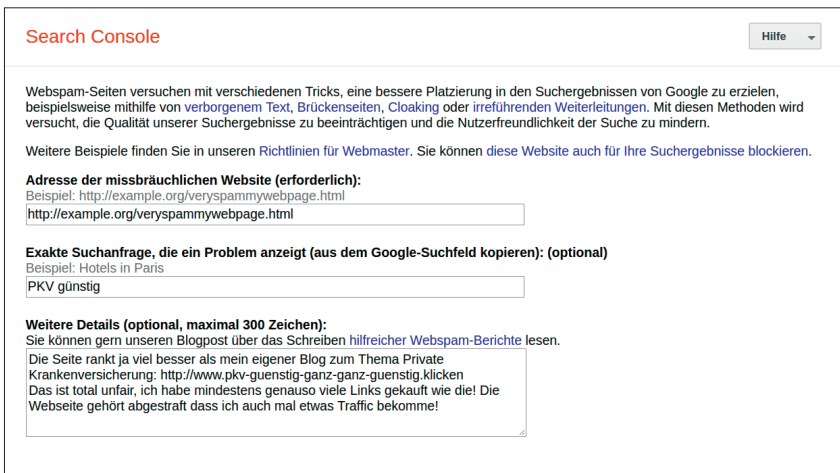 Search Console
Hilfe
Webspam-Seiten versuchen mit verschiedenen Tricks, eine bessere Platzierung in den Suchergebnissen von Google zu erzielen,
beispielsweise mithilfe von verborgenem Text, Brückenseiten, Cloaking oder irreführenden Weiterleitungen. Mit diesen Methoden wird
versucht, die Qualität unserer Suchergebnisse zu beeinträchtigen und die Nutzerfreundlichkeit der Suche zu mindern.
Weitere Beispiele finden Sie in unseren Richtlinien für Webmaster. Sie können diese Website auch für Ihre Suchergebnisse blockieren.
Adresse der missbräuchlichen Website (erforderlich):
Beispiel: http://example.org/veryspammywebpage.html
http://example.org/veryspammywebpage.html
Exakte Suchanfrage, die ein Problem anzeigt (aus dem Google-Suchfeld kopieren): (optional)
Beispiel: Hotels in Paris
PKV günstig
Weitere Details (optional, maximal 300 Zeichen):
Sie können gern unseren Blogpost über das Schreiben hilfreicher Webspam-Berichte lesen.
Die Seite rankt ja viel besser als mein eigener Blog zum Thema Private
Krankenversicherung: http://www.pkv-guenstig-ganz-ganz-guenstig.klicken
Das ist total unfair, ich habe mindestens genauso viele Links gekauft wie die! Die
Webseite gehört abgestraft dass ich auch mal etwas Traffic bekomme!